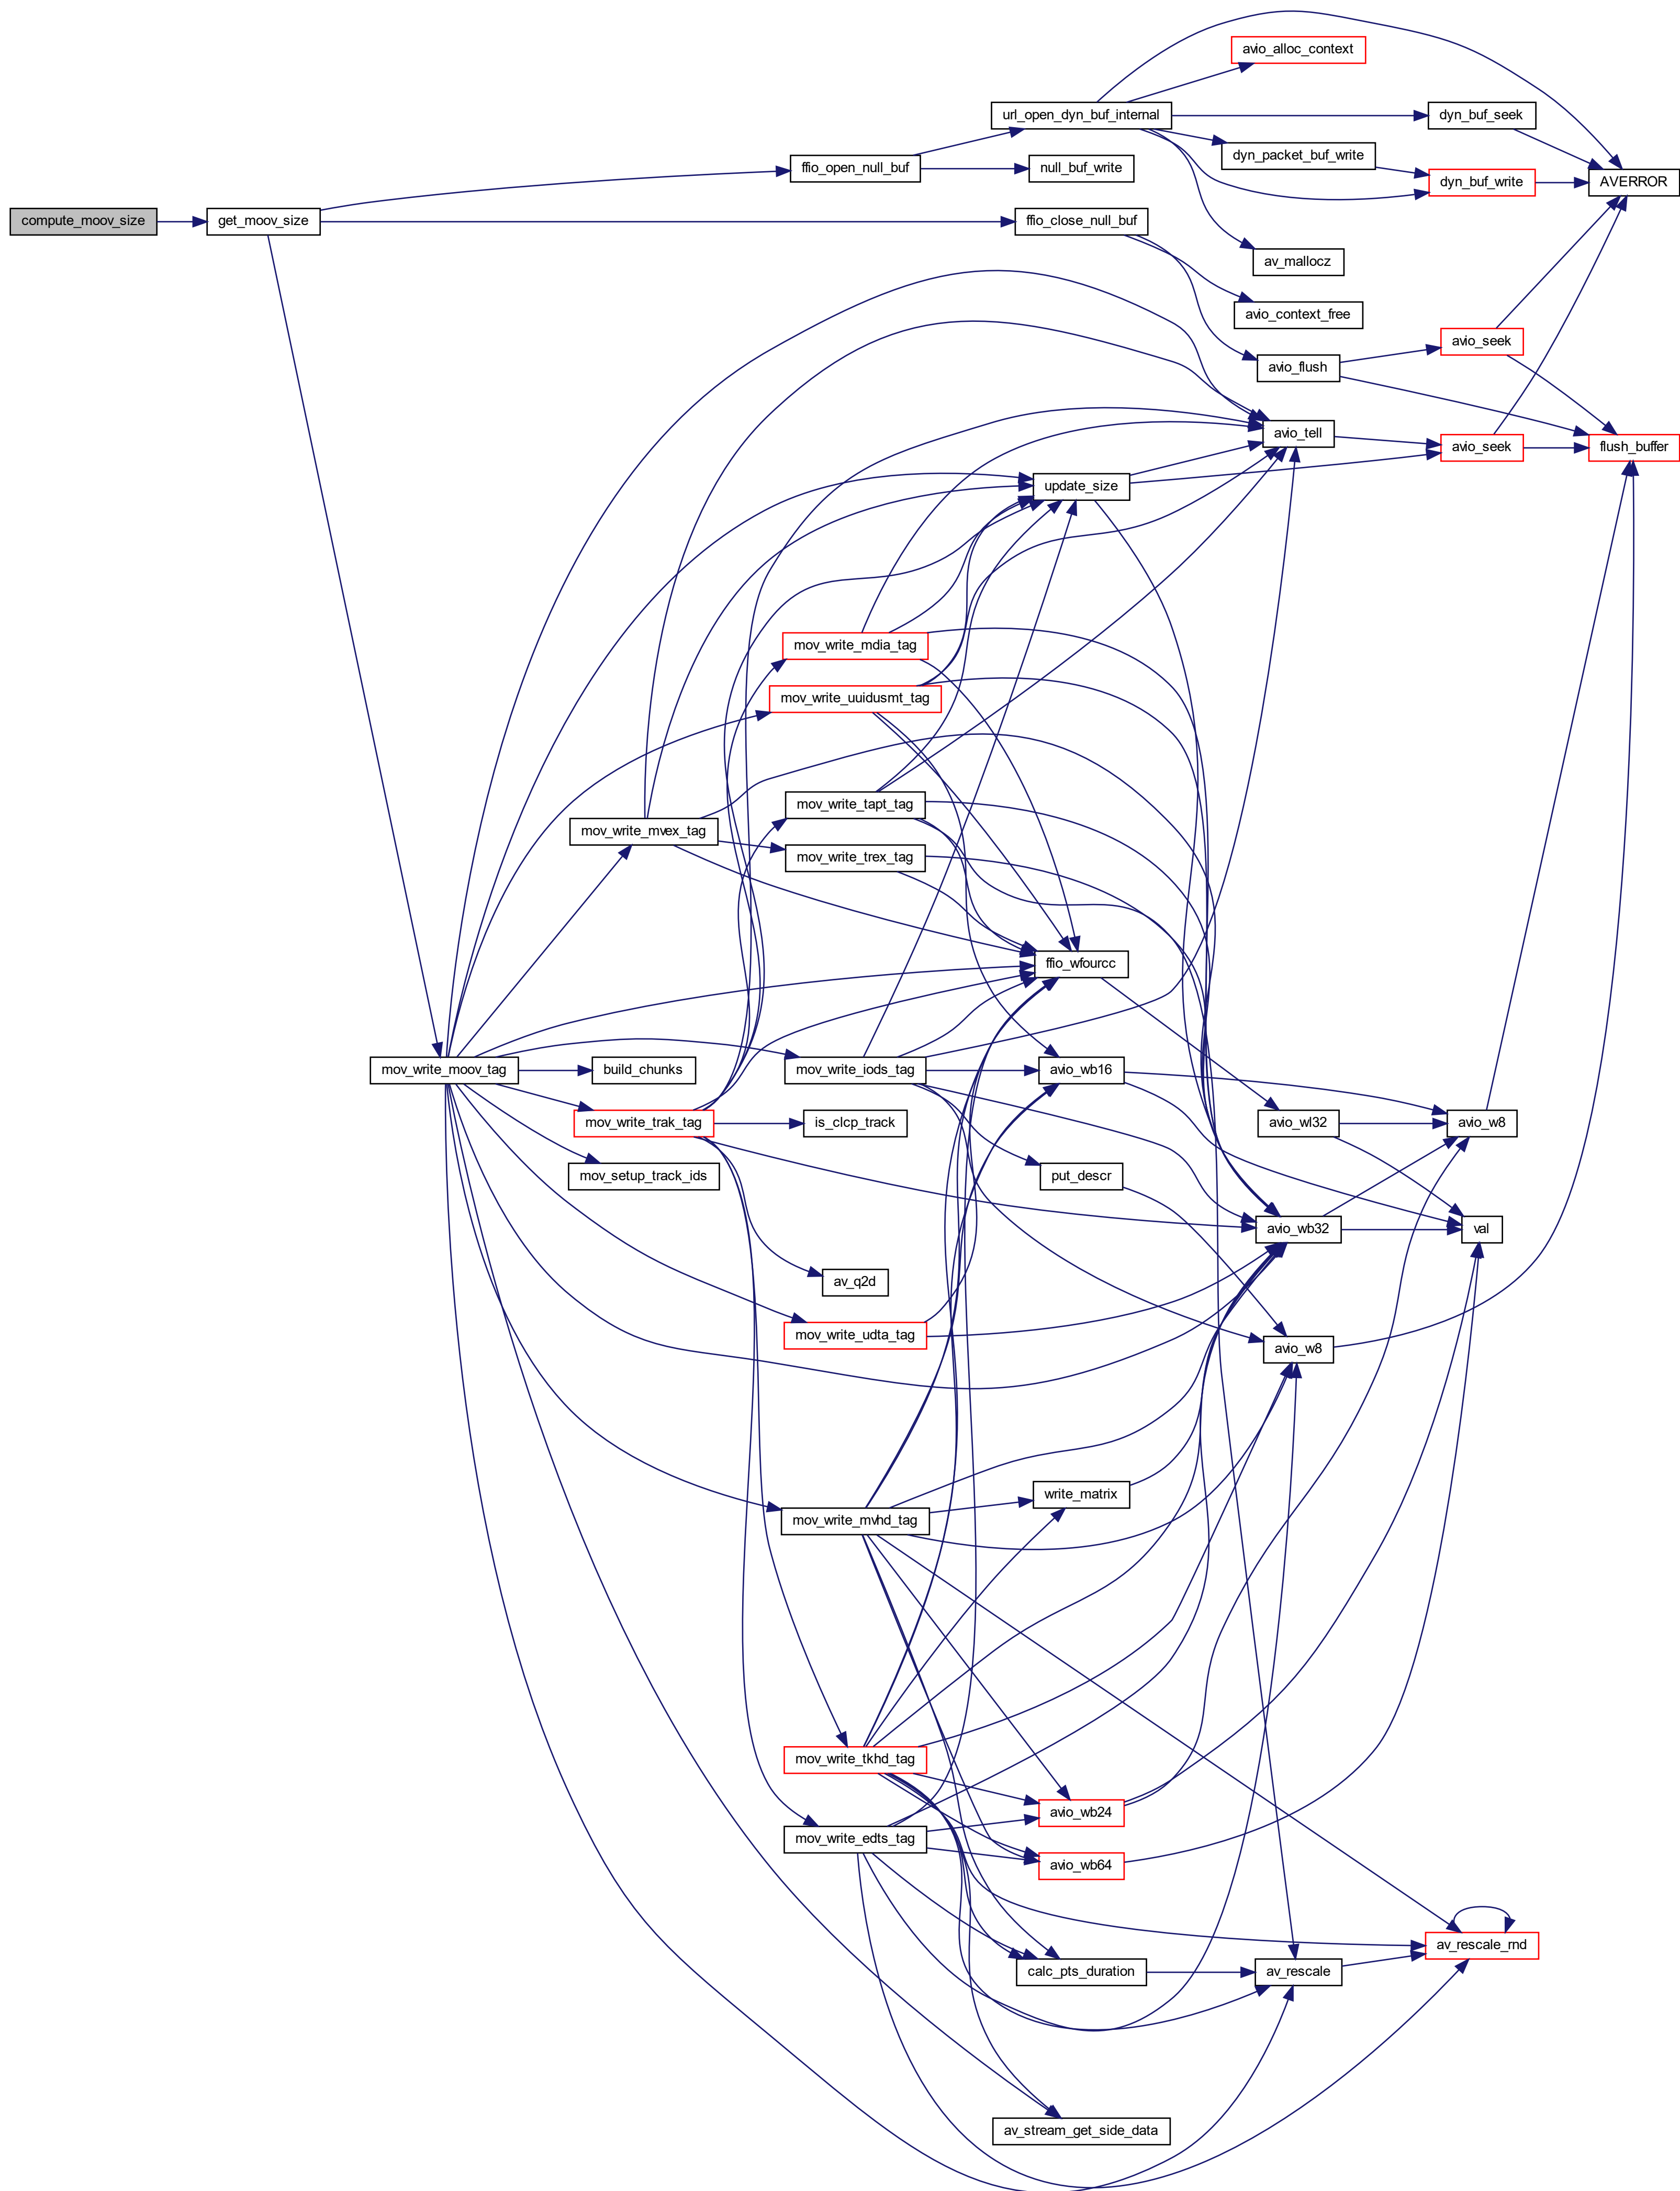 avio_alloc_context
url_open_dyn_buf_internal
dyn_buf_seek
dyn_packet_buf_write
ffio_open_null_buf
null_buf_write
dyn_buf_write
AVERROR
compute_moov_size
get_moov_size
ffio_close_null_buf
av_mallocz
avio_context_free
avio_seek
avio_flush
avio_tell
avio_seek
flush_buffer
update_size
mov_write_mdia_tag
mov_write_uuidusmt_tag
mov_write_tapt_tag
mov_write_mvex_tag
mov_write_trex_tag
ffio_wfourcc
mov_write_moov_tag
build_chunks
mov_write_iods_tag
avio_wb16
mov_write_trak_tag
is_clcp_track
avio_wl32
avio_w8
mov_setup_track_ids
put_descr
avio_wb32
val
av_q2d
mov_write_udta_tag
avio_w8
write_matrix
mov_write_mvhd_tag
mov_write_tkhd_tag
avio_wb24
mov_write_edts_tag
avio_wb64
av_rescale_rnd
calc_pts_duration
av_rescale
av_stream_get_side_data